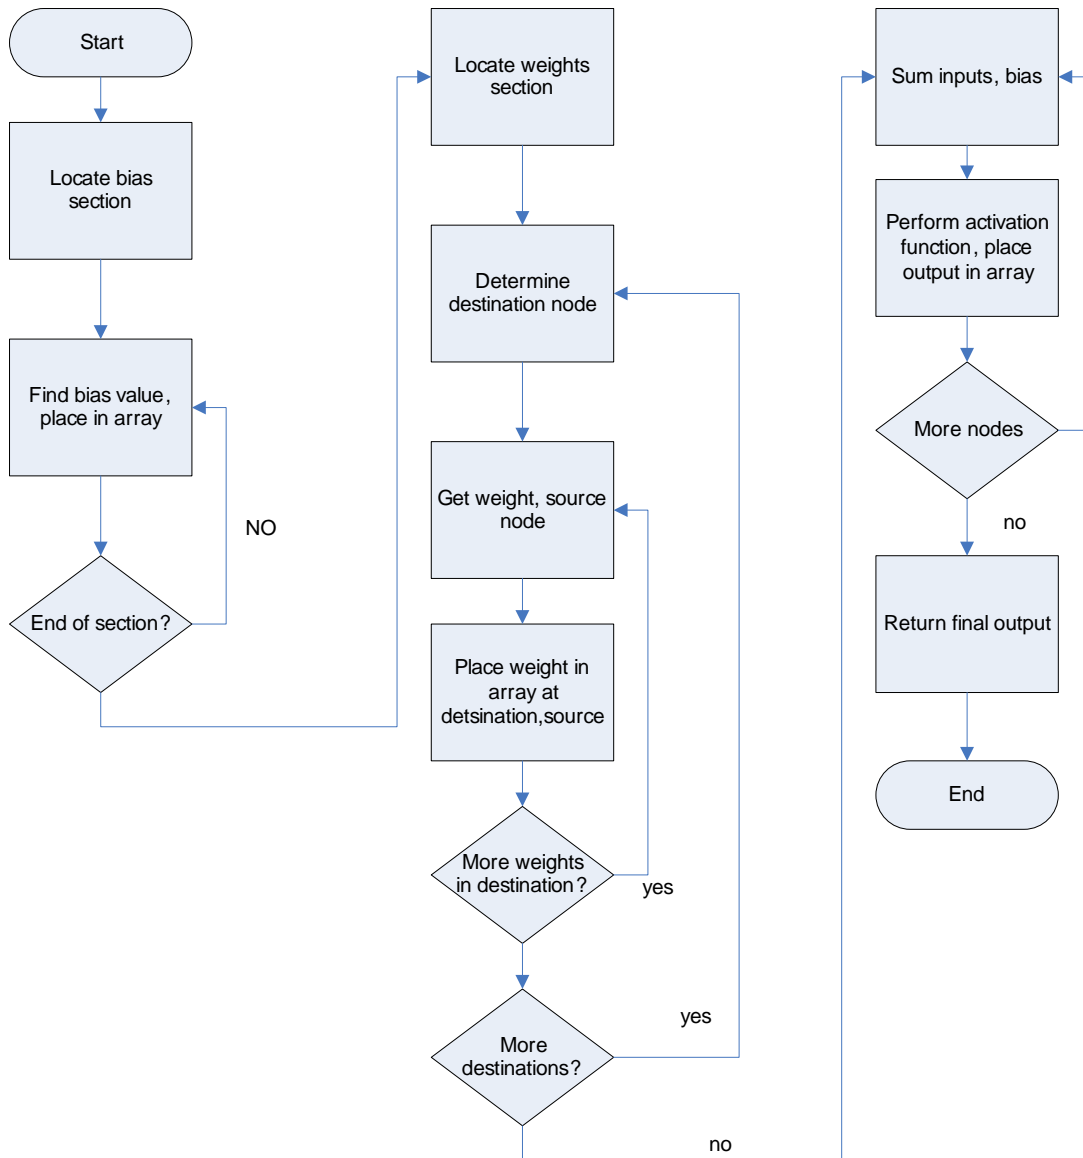 Start
Locate bias
section
Find bias value,
place in array
NO
End of section?
Locate weights
section
Determine
destination node
Get weight, source
node
Place weight in
array at
detsination,source
More weights
in destination?
yes
More
destinations?
yes
no
Sum inputs, bias
Perform activation
function, place
output in array
More nodes
no
Return final output
End